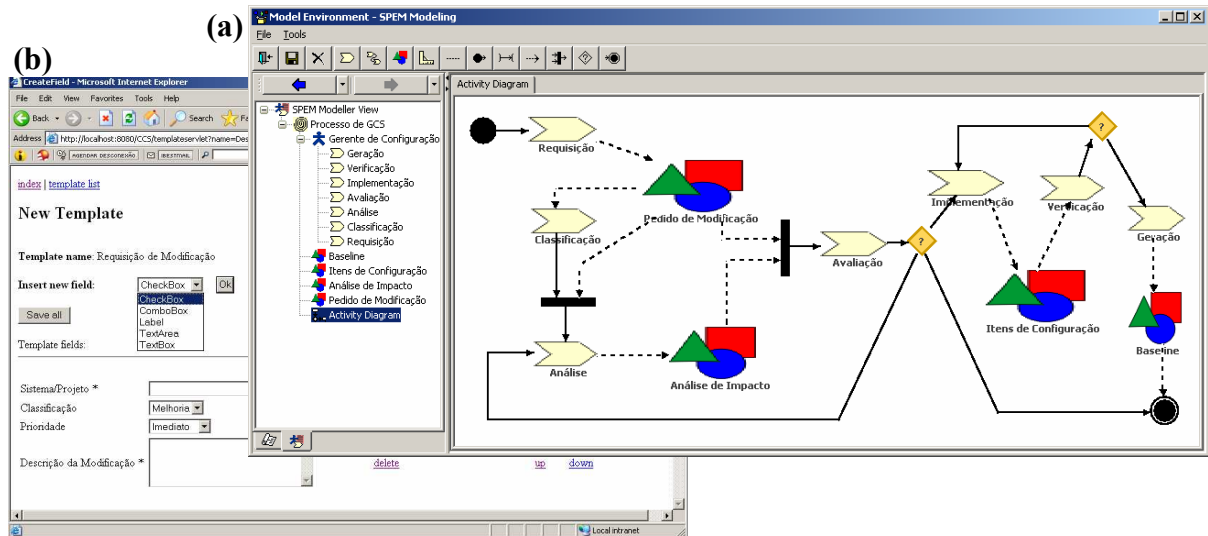 (a)
Model Environment - SPEM Modeling
File Tools
Activity Diagram
SPEM Modeller View
Processo de GCS
Gerente de Configuração
Geração
Verificação
Implementação
Avaliação
Análise
Classificação
Requisição
Baseline
Itens de Configuração
Análise de Impacto
Pedido de Modificação
Activity Diagram
Requisição
Pedido de Modificação
Classificação
Análise
Análise de Impacto
Avaliação
?
Implementação
Verificação
?
Geração
Itens de Configuração
Baseline
(b)
CreateField - Microsoft Internet Explorer
File Edit View Favorites Tools Help
Back Search
Address http://localhost:8080/CCS/templateservlet?name=Des
AGENDAR DESCONEXÃO IBESTMAIL
index | template list
New Template
Template name: Requisição de Modificação
Insert new field: CheckBox Ok
CheckBox
ComboBox
Label
TextArea
TextBox
Save all
Template fields:
Sistema/Projeto *
Classificação Melhoria
Prioridade Imediato
Descrição da Modificação * delete up down
Local intranet